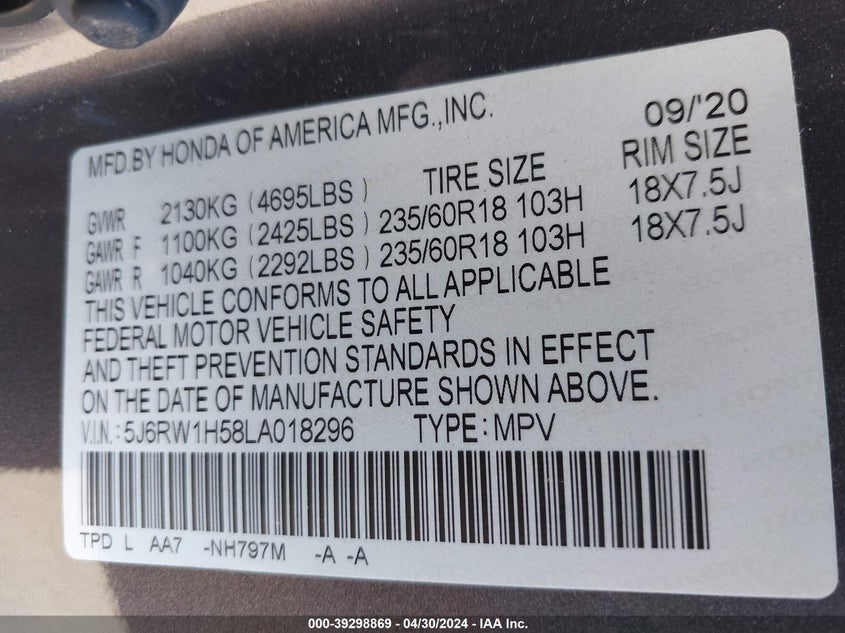 MFD.BY HONDA OF AMERICA MFG.,INC. 09/'20
TIRE SIZE RIM SIZE
GVWR 2130KG (4695LBS)
GAWR F 1100KG (2425LBS) 235/60R18 103H 18X7.5J
GAWR R 1040KG (2292LBS) 235/60R18 103H 18X7.5J
THIS VEHICLE CONFORMS TO ALL APPLICABLE
FEDERAL MOTOR VEHICLE SAFETY
AND THEFT PREVENTION STANDARDS IN EFFECT
ON THE DATE OF MANUFACTURE SHOWN ABOVE.
V.I.N.: 5J6RW1H58LA018296 TYPE: MPV
TPD L AA7 -NH797M -A -A
000-39298869 - 04/30/2024 - IAA Inc.